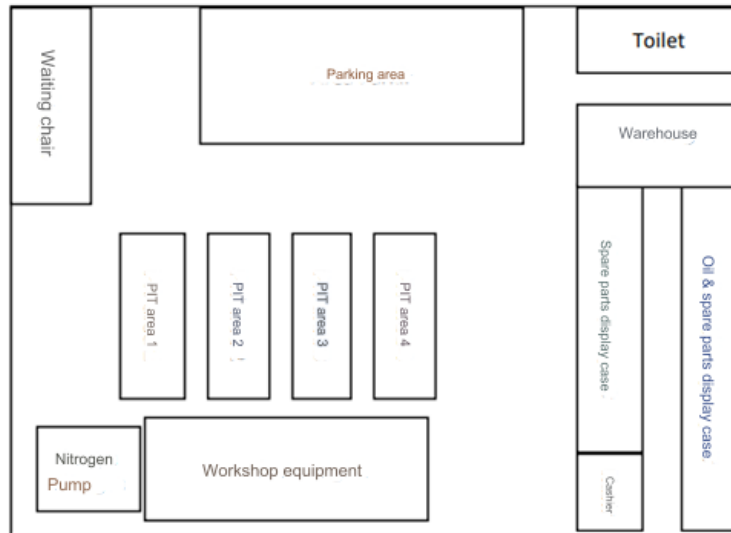 Waiting chair
Parking area
Toilet
Warehouse
PIT area 1
PIT area 2
PIT area 3
PIT area 4
Spare parts display case
Oil & spare parts display case
Nitrogen
Pump
Workshop equipment
Cashier